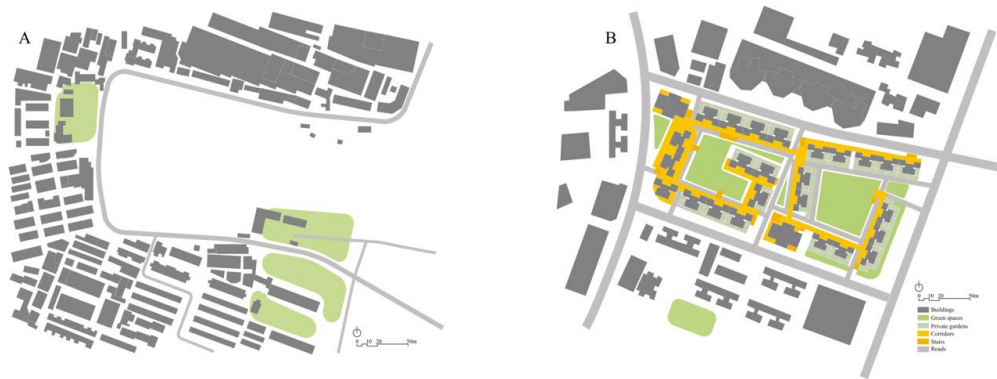 A
B
0 10 20 50m
0 10 20 50m
Buildings
Green spaces
Private gardens
Corridors
Stairs
Roads